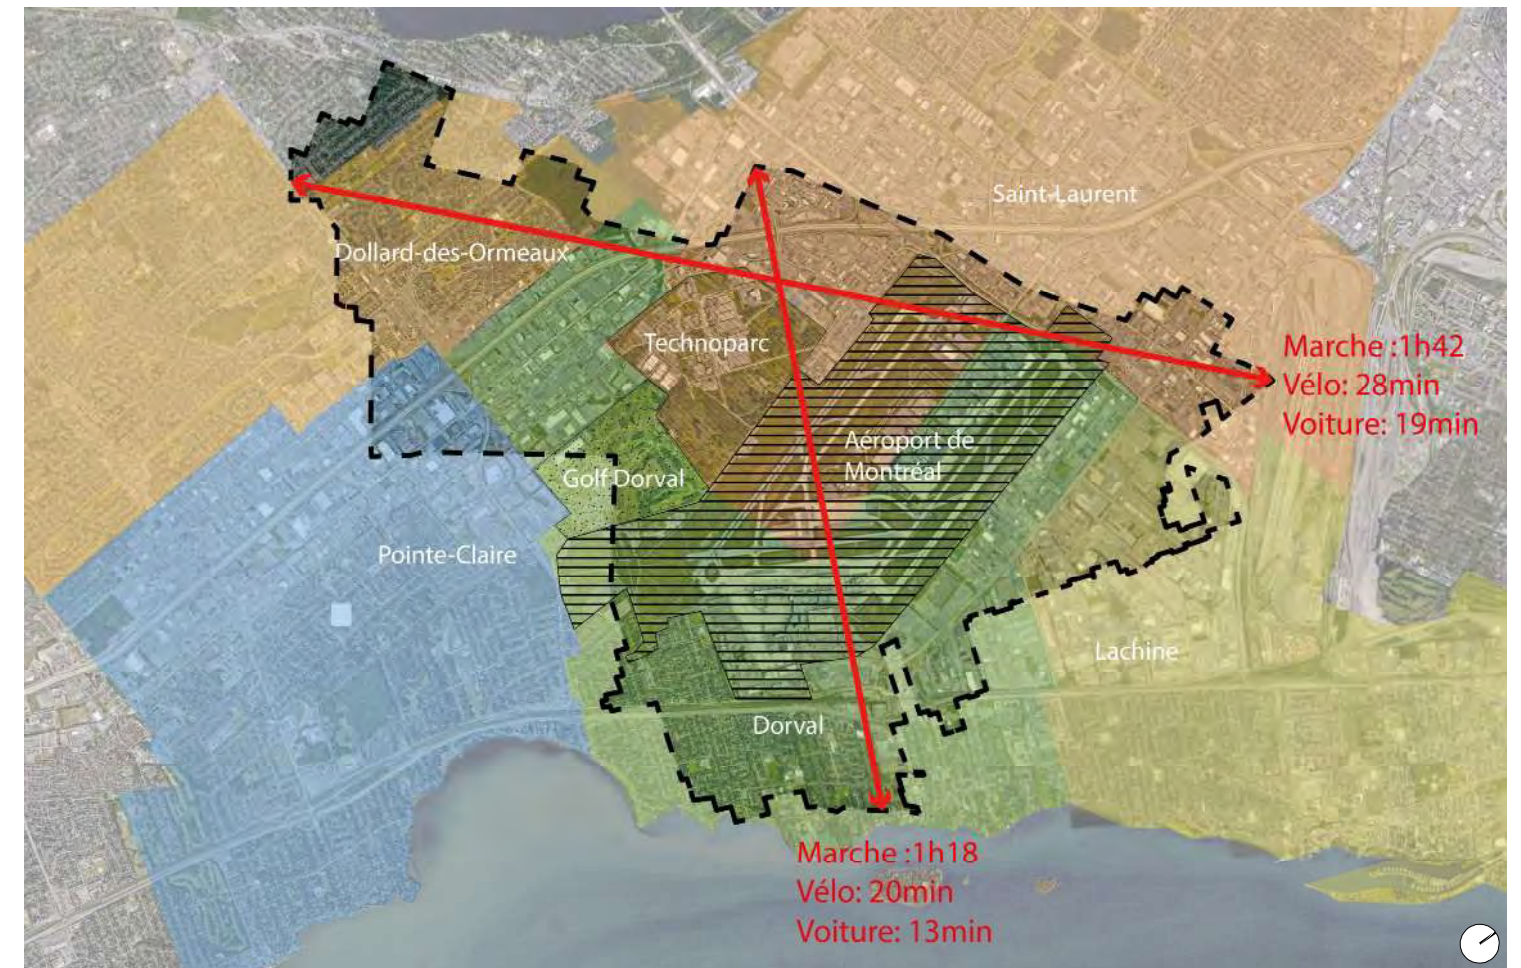 Saint-Laurent
Dollard-des-Ormeaux
Technoparc
Marche :1h42
Vélo: 28min
Voiture: 19min
Aéroport de
Montréal
Golf Dorval
Pointe-Claire
Lachine
Dorval
Marche :1h18
Vélo: 20min
Voiture: 13min